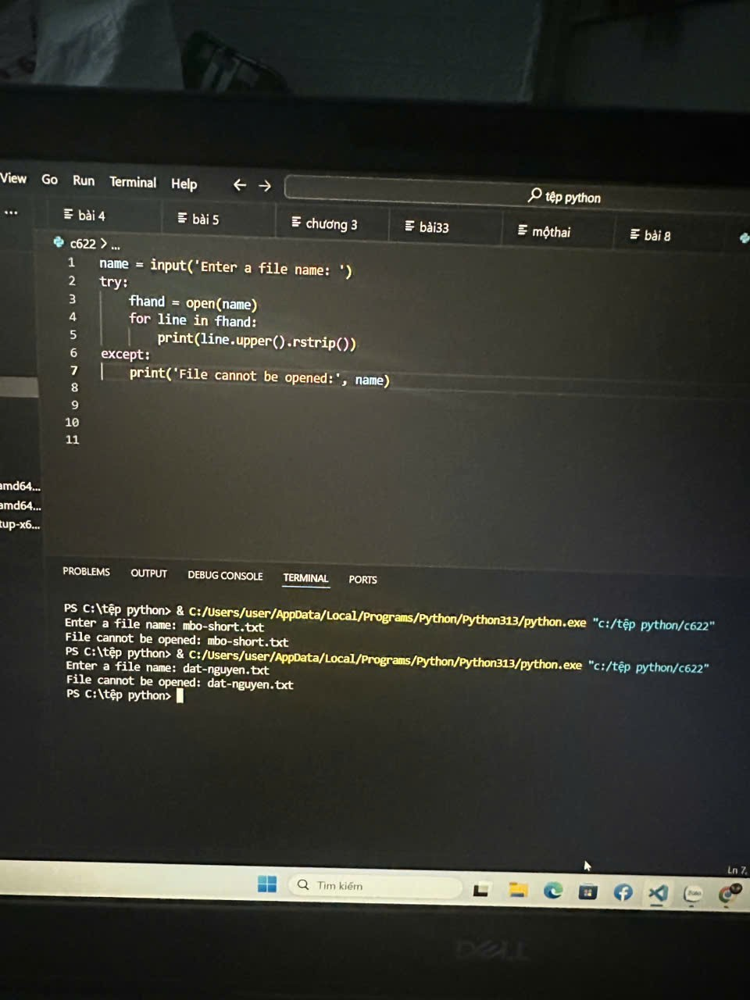 View Go Run Terminal Help ← → tệp python
... bài 4 bài 5 chương 3 bài33 mộthai bài 8
c622 > ...
1 name = input('Enter a file name: ')
2 try:
3 fhand = open(name)
4 for line in fhand:
5 print(line.upper().rstrip())
6 except:
7 print('File cannot be opened:', name)
8
9
10
11
amd64...
amd64...
tup-x6...
PROBLEMS OUTPUT DEBUG CONSOLE TERMINAL PORTS
PS C:\tệp python> & C:/Users/user/AppData/Local/Programs/Python/Python313/python.exe "c:/tệp python/c622"
Enter a file name: mbo-short.txt
File cannot be opened: mbo-short.txt
PS C:\tệp python> & C:/Users/user/AppData/Local/Programs/Python/Python313/python.exe "c:/tệp python/c622"
Enter a file name: dat-nguyen.txt
File cannot be opened: dat-nguyen.txt
PS C:\tệp python>
Ln 7,
Tìm kiếm
Zalo
DELL